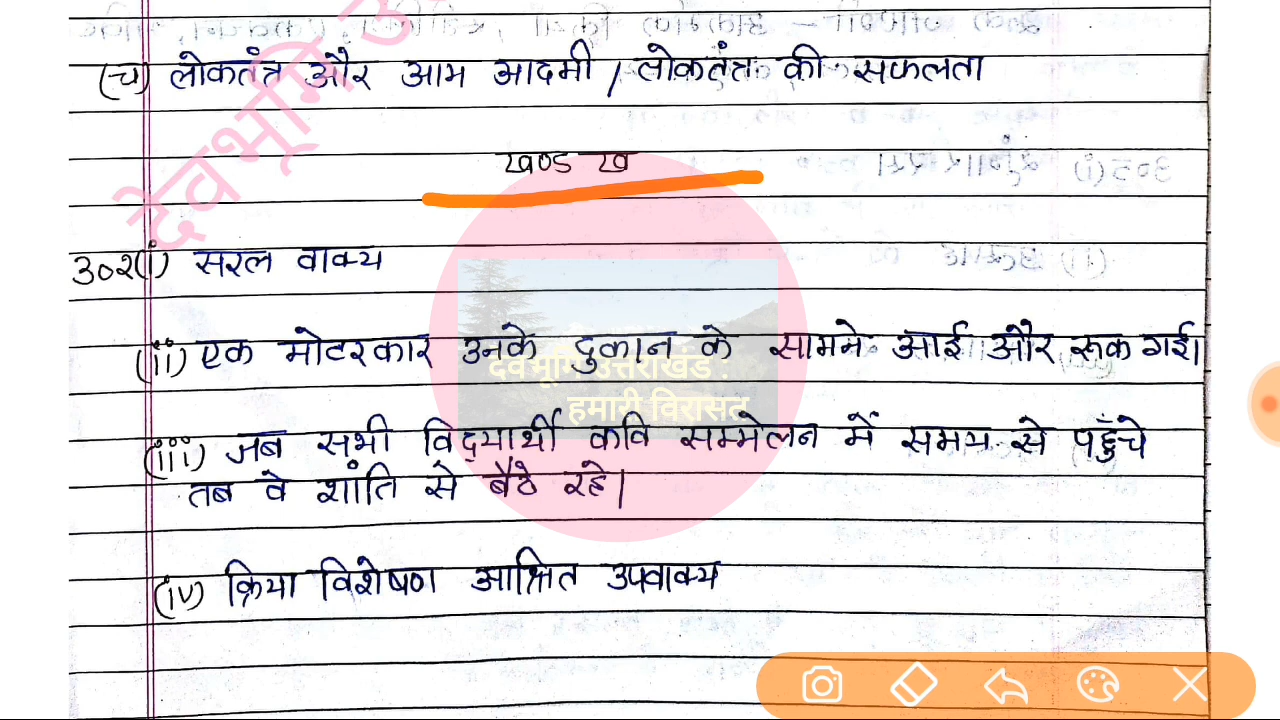 (च) लोकतंत्र और आम आदमी / लोकतंत्र की सफलता
खण्ड ख
उ०२(i) सरल वाक्य
(ii) एक मोटरकार उनके दुकान के सामने आई और रूक गई।
(iii) जब सभी विद्यार्थी कवि सम्मेलन में समय से पहुँचे
तब वे शांति से बैठे रहे।
(iv) क्रिया विशेषण आश्रित उपवाक्य
देवभूमि उ
देवभूमि उत्तराखंड :
हमारी विरासत